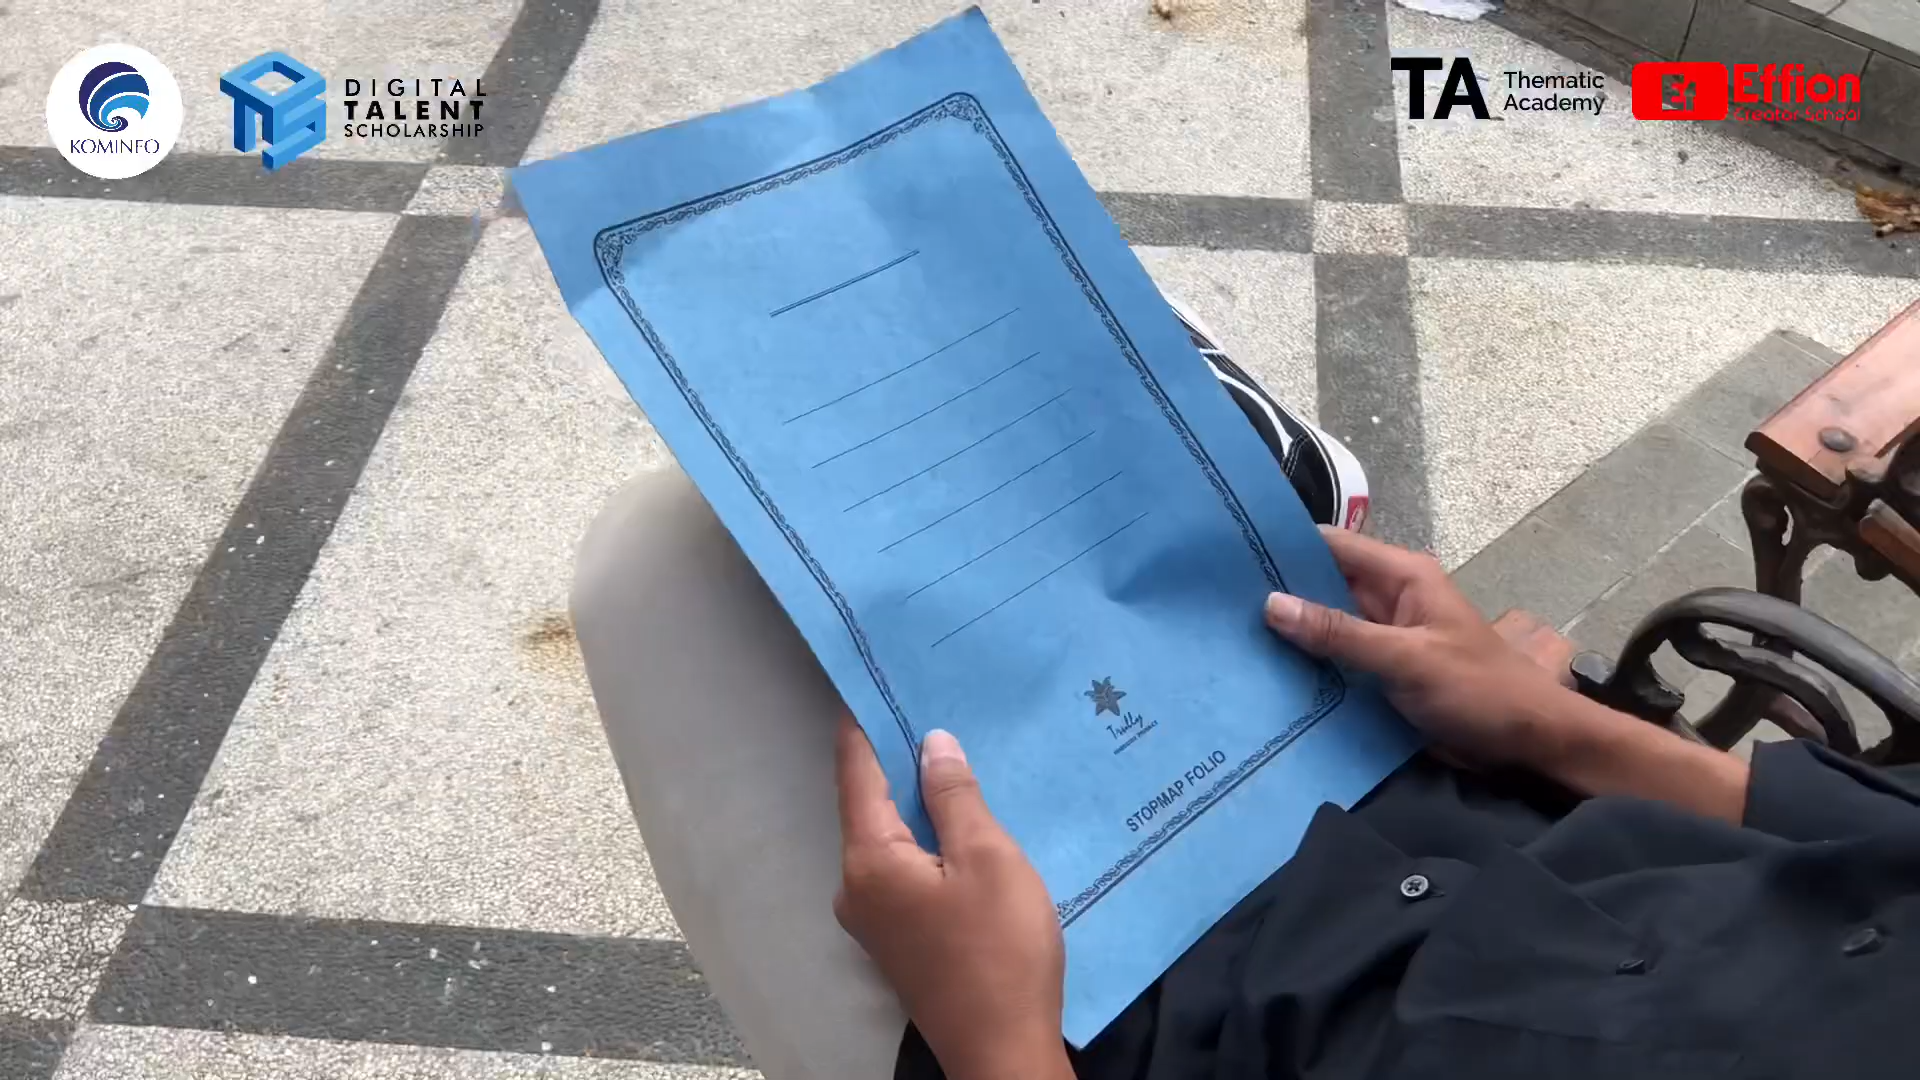 KOMINFO
DIGITAL
TALENT
SCHOLARSHIP
TA Thematic
Academy
Effion
Creator School
Trully
STOPMAP FOLIO